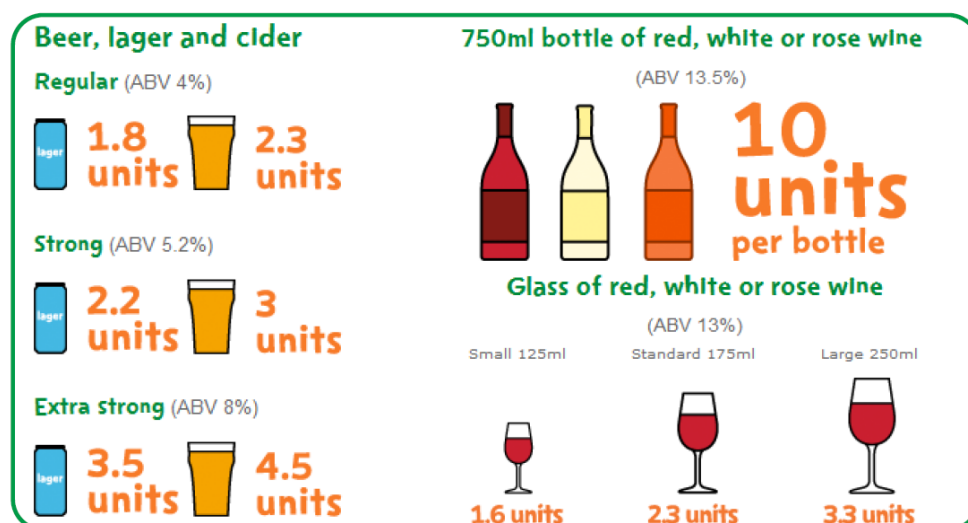 Beer, lager and cider
Regular (ABV 4%)
lager
1.8
units
2.3
units
Strong (ABV 5.2%)
lager
2.2
units
3
units
Extra strong (ABV 8%)
lager
3.5
units
4.5
units
750ml bottle of red, white or rose wine
(ABV 13.5%)
10
units
per bottle
Glass of red, white or rose wine
(ABV 13%)
Small 125ml
Standard 175ml
Large 250ml
1.6 units
2.3 units
3.3 units